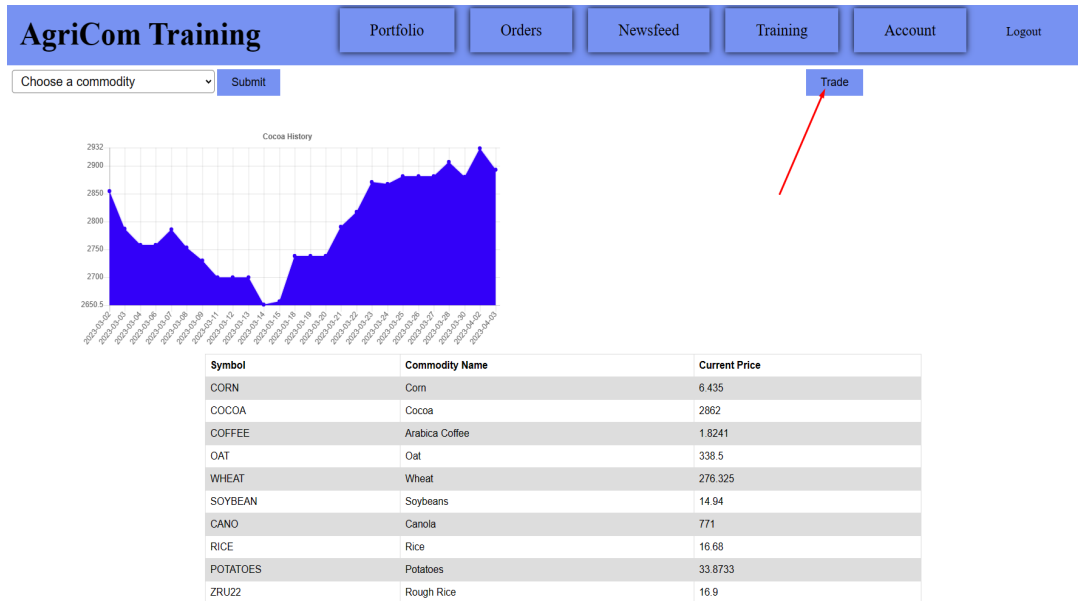 AgriCom Training Portfolio Orders Newsfeed Training Account Logout
Choose a commodity Submit Trade
Cocoa History
2932
2900
2850
2800
2750
2700
2650.5
2023-03-02 2023-03-03 2023-03-04 2023-03-06 2023-03-07 2023-03-08 2023-03-09 2023-03-11 2023-03-12 2023-03-13 2023-03-14 2023-03-15 2023-03-18 2023-03-19 2023-03-20 2023-03-21 2023-03-22 2023-03-23 2023-03-24 2023-03-25 2023-03-26 2023-03-27 2023-03-28 2023-03-30 2023-04-02 2023-04-03
Symbol Commodity Name Current Price
CORN Corn 6.435
COCOA Cocoa 2862
COFFEE Arabica Coffee 1.8241
OAT Oat 338.5
WHEAT Wheat 276.325
SOYBEAN Soybeans 14.94
CANO Canola 771
RICE Rice 16.68
POTATOES Potatoes 33.8733
ZRU22 Rough Rice 16.9